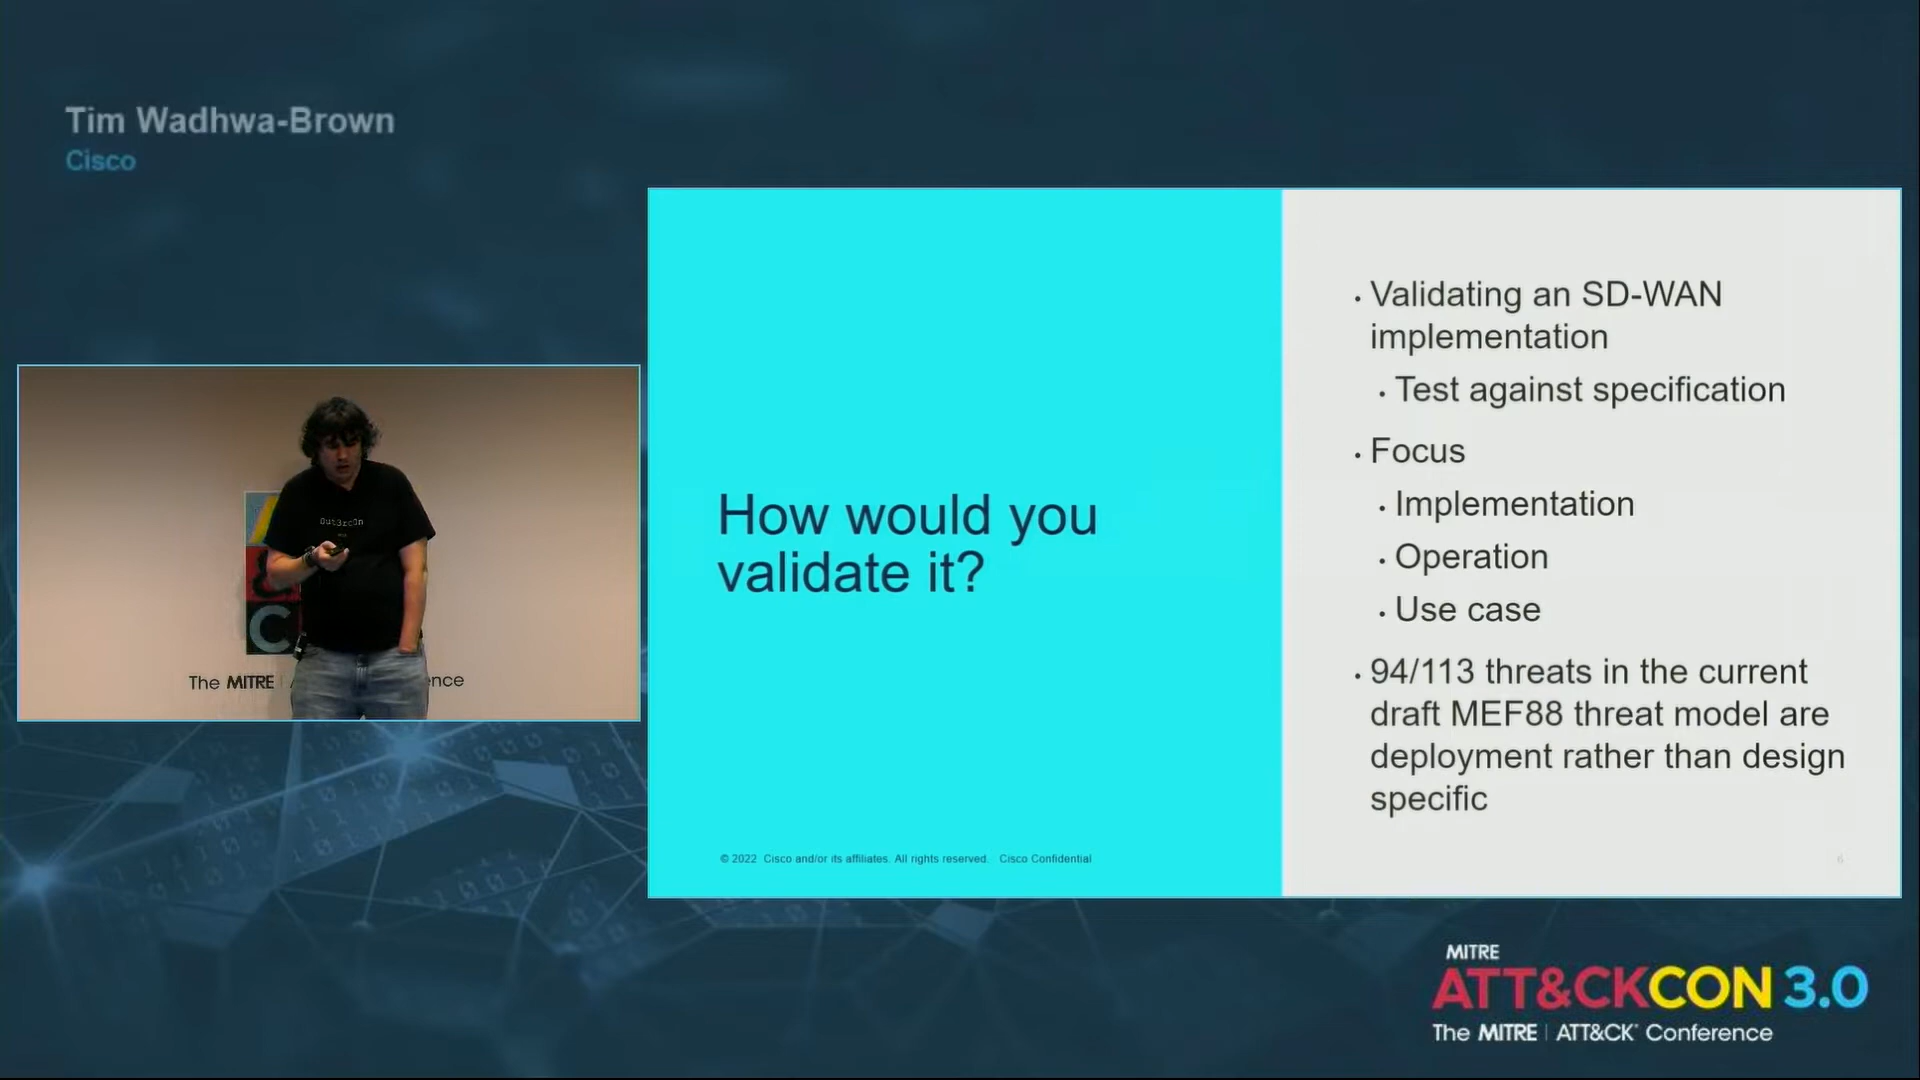 Tim Wadhwa-Brown
Cisco
How would you
validate it?
© 2022 Cisco and/or its affiliates. All rights reserved. Cisco Confidential
• Validating an SD-WAN
implementation
• Test against specification
• Focus
• Implementation
• Operation
• Use case
• 94/113 threats in the current
draft MEF88 threat model are
deployment rather than design
specific
6
Out3rc0n
&
C
The MITRE
ence
MITRE
ATT&CKCON 3.0
The MITRE | ATT&CK® Conference